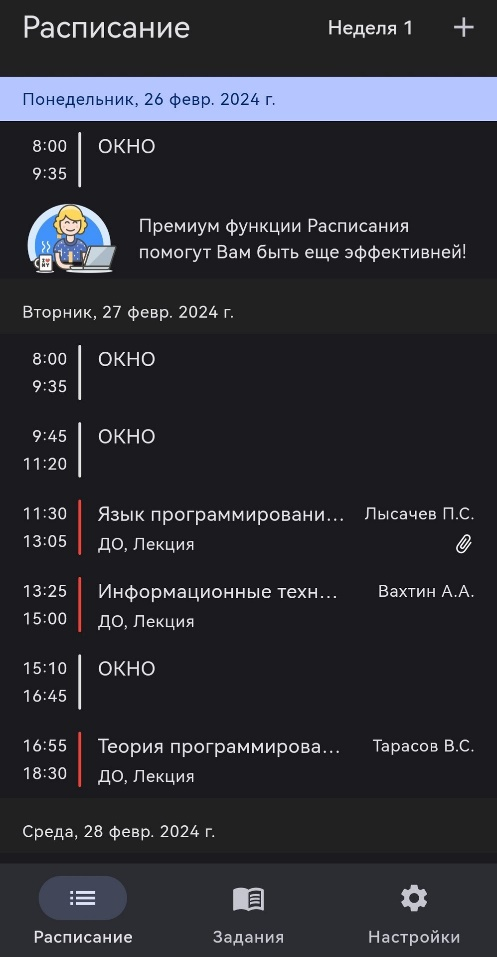 Расписание
Неделя 1
Понедельник, 26 февр. 2024 г.
8:00 ОКНО
9:35
Премиум функции Расписания
помогут Вам быть еще эффективней!
Вторник, 27 февр. 2024 г.
8:00 ОКНО
9:35
9:45 ОКНО
11:20
11:30 Язык программировани... Лысачев П.С.
13:05 ДО, Лекция
13:25 Информационные техн... Вахтин А.А.
15:00 ДО, Лекция
15:10 ОКНО
16:45
16:55 Теория программирова... Тарасов В.С.
18:30 ДО, Лекция
Среда, 28 февр. 2024 г.
Расписание Задания Настройки